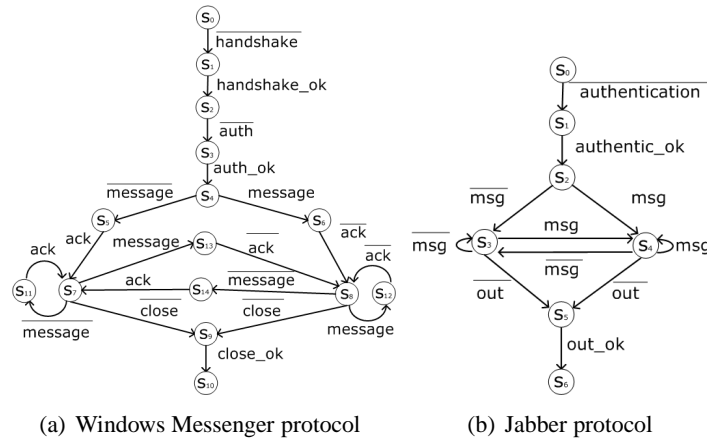 S0
handshake
S1
handshake_ok
S2
auth
S3
auth_ok
S4
message
message
S5
S6
ack
message
S13
ack
ack
ack
ack
S11
S7
ack
S14
message
S8
S12
message
close
close
message
S9
close_ok
S10
(a) Windows Messenger protocol
S0
authentication
S1
authentic_ok
S2
msg
msg
msg
S3
msg
S4
msg
msg
out
out
S5
out_ok
S6
(b) Jabber protocol